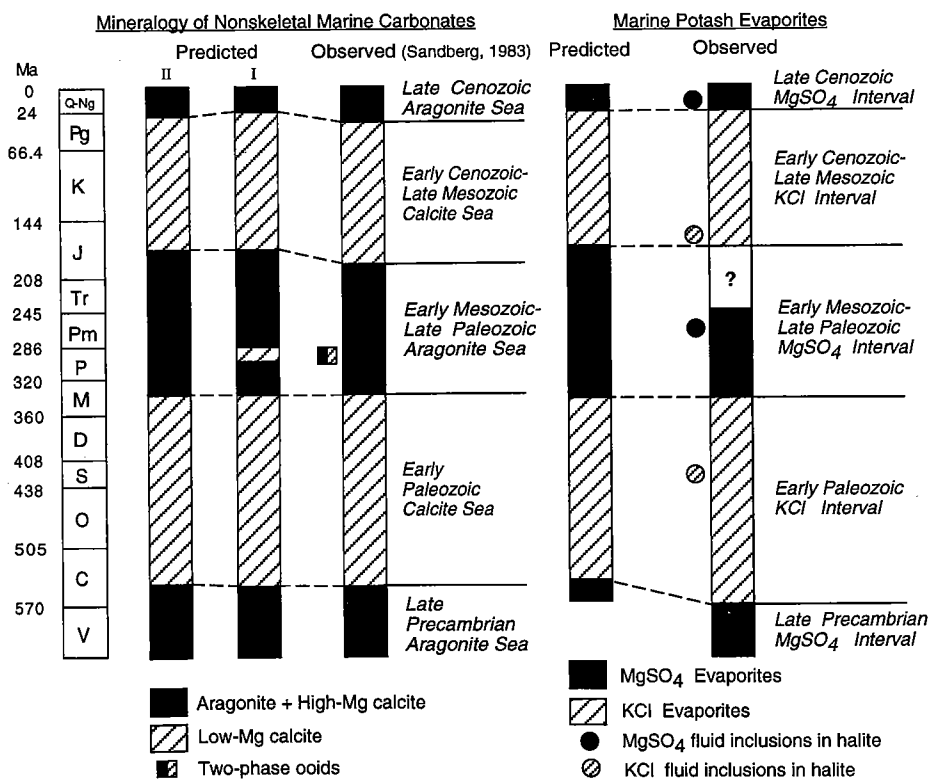 Mineralogy of Nonskeletal Marine Carbonates
Marine Potash Evaporites
Predicted
Observed (Sandberg, 1983)
Predicted
Observed
Ma
II
I
0
24
66.4
144
208
245
286
320
360
408
438
505
570
Q-Ng
Pg
K
J
Tr
Pm
P
M
D
S
O
C
V
Late Cenozoic
Aragonite Sea
Early Cenozoic-
Late Mesozoic
Calcite Sea
Early Mesozoic-
Late Paleozoic
Aragonite Sea
Early
Paleozoic
Calcite Sea
Late
Precambrian
Aragonite Sea
?
Late Cenozoic
MgSO4 Interval
Early Cenozoic-
Late Mesozoic
KCl Interval
Early Mesozoic-
Late Paleozoic
MgSO4 Interval
Early Paleozoic
KCl Interval
Late Precambrian
MgSO4 Interval
Aragonite + High-Mg calcite
Low-Mg calcite
Two-phase ooids
MgSO4 Evaporites
KCl Evaporites
MgSO4 fluid inclusions in halite
KCl fluid inclusions in halite